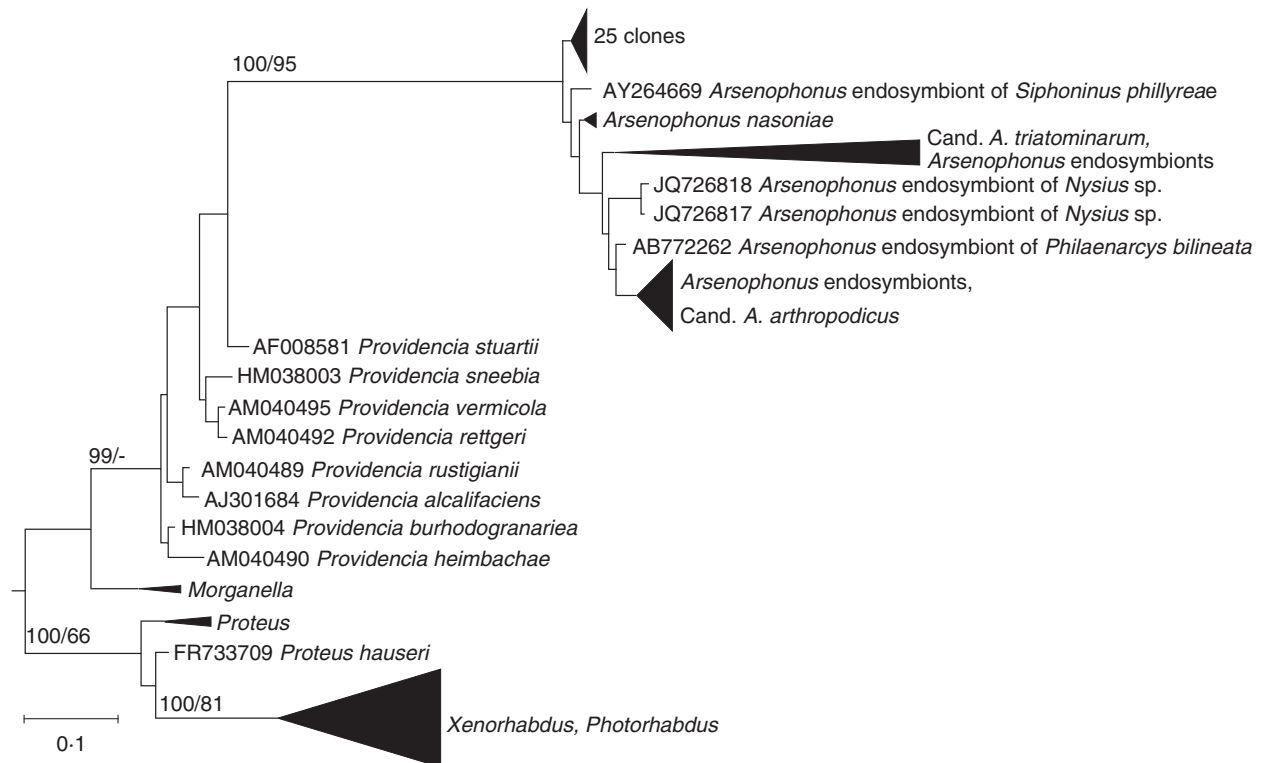 25 clones
100/95
AY264669 Arsenophonus endosymbiont of Siphoninus phillyreae
Arsenophonus nasoniae
Cand. A. triatominarum,
Arsenophonus endosymbionts
JQ726818 Arsenophonus endosymbiont of Nysius sp.
JQ726817 Arsenophonus endosymbiont of Nysius sp.
AB772262 Arsenophonus endosymbiont of Philaenarcys bilineata
Arsenophonus endosymbionts,
Cand. A. arthropodicus
AF008581 Providencia stuartii
HM038003 Providencia sneebia
AM040495 Providencia vermicola
AM040492 Providencia rettgeri
99/-
AM040489 Providencia rustigianii
AJ301684 Providencia alcalifaciens
HM038004 Providencia burhodogranariea
AM040490 Providencia heimbachae
Morganella
Proteus
100/66
FR733709 Proteus hauseri
100/81
Xenorhabdus, Photorhabdus
0·1